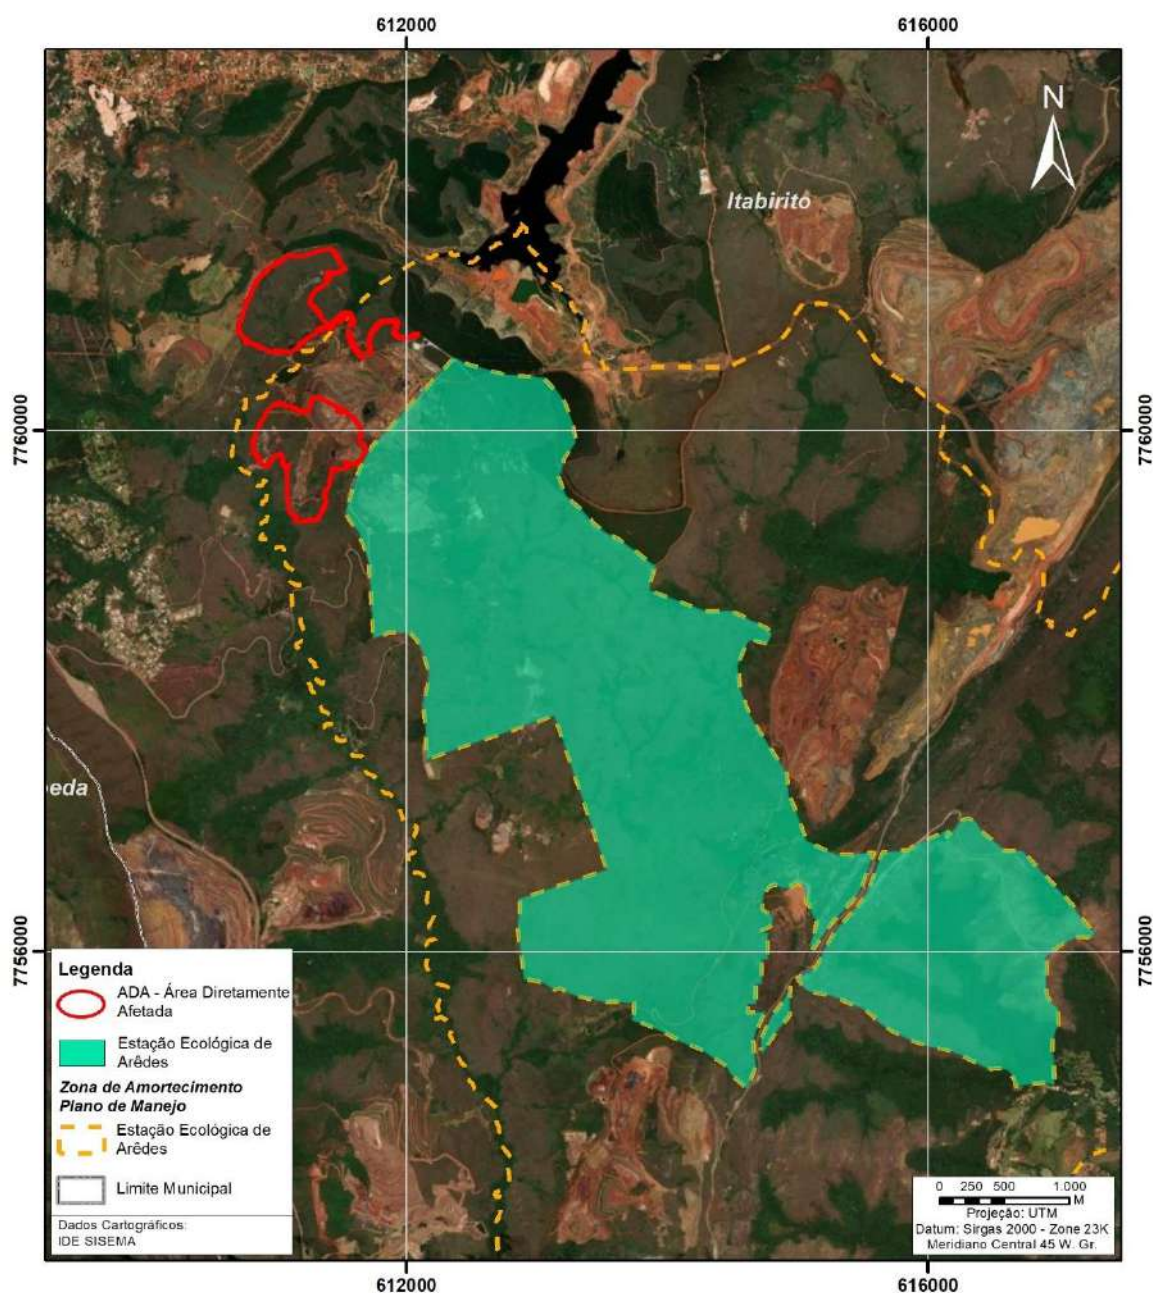 612000
616000
N
Itabirito
7760000
7760000
eda
7756000
7756000
Legenda
ADA - Área Diretamente
Afetada
Estação Ecológica de
Arêdes
Zona de Amortecimento
Plano de Manejo
Estação Ecológica de
Arêdes
Limite Municipal
Dados Cartográficos:
IDE SISEMA
0 250 500 1.000
M
Projeção: UTM
Datum: Sirgas 2000 - Zone 23K
Meridiano Central 45 W. Gr.
612000
616000